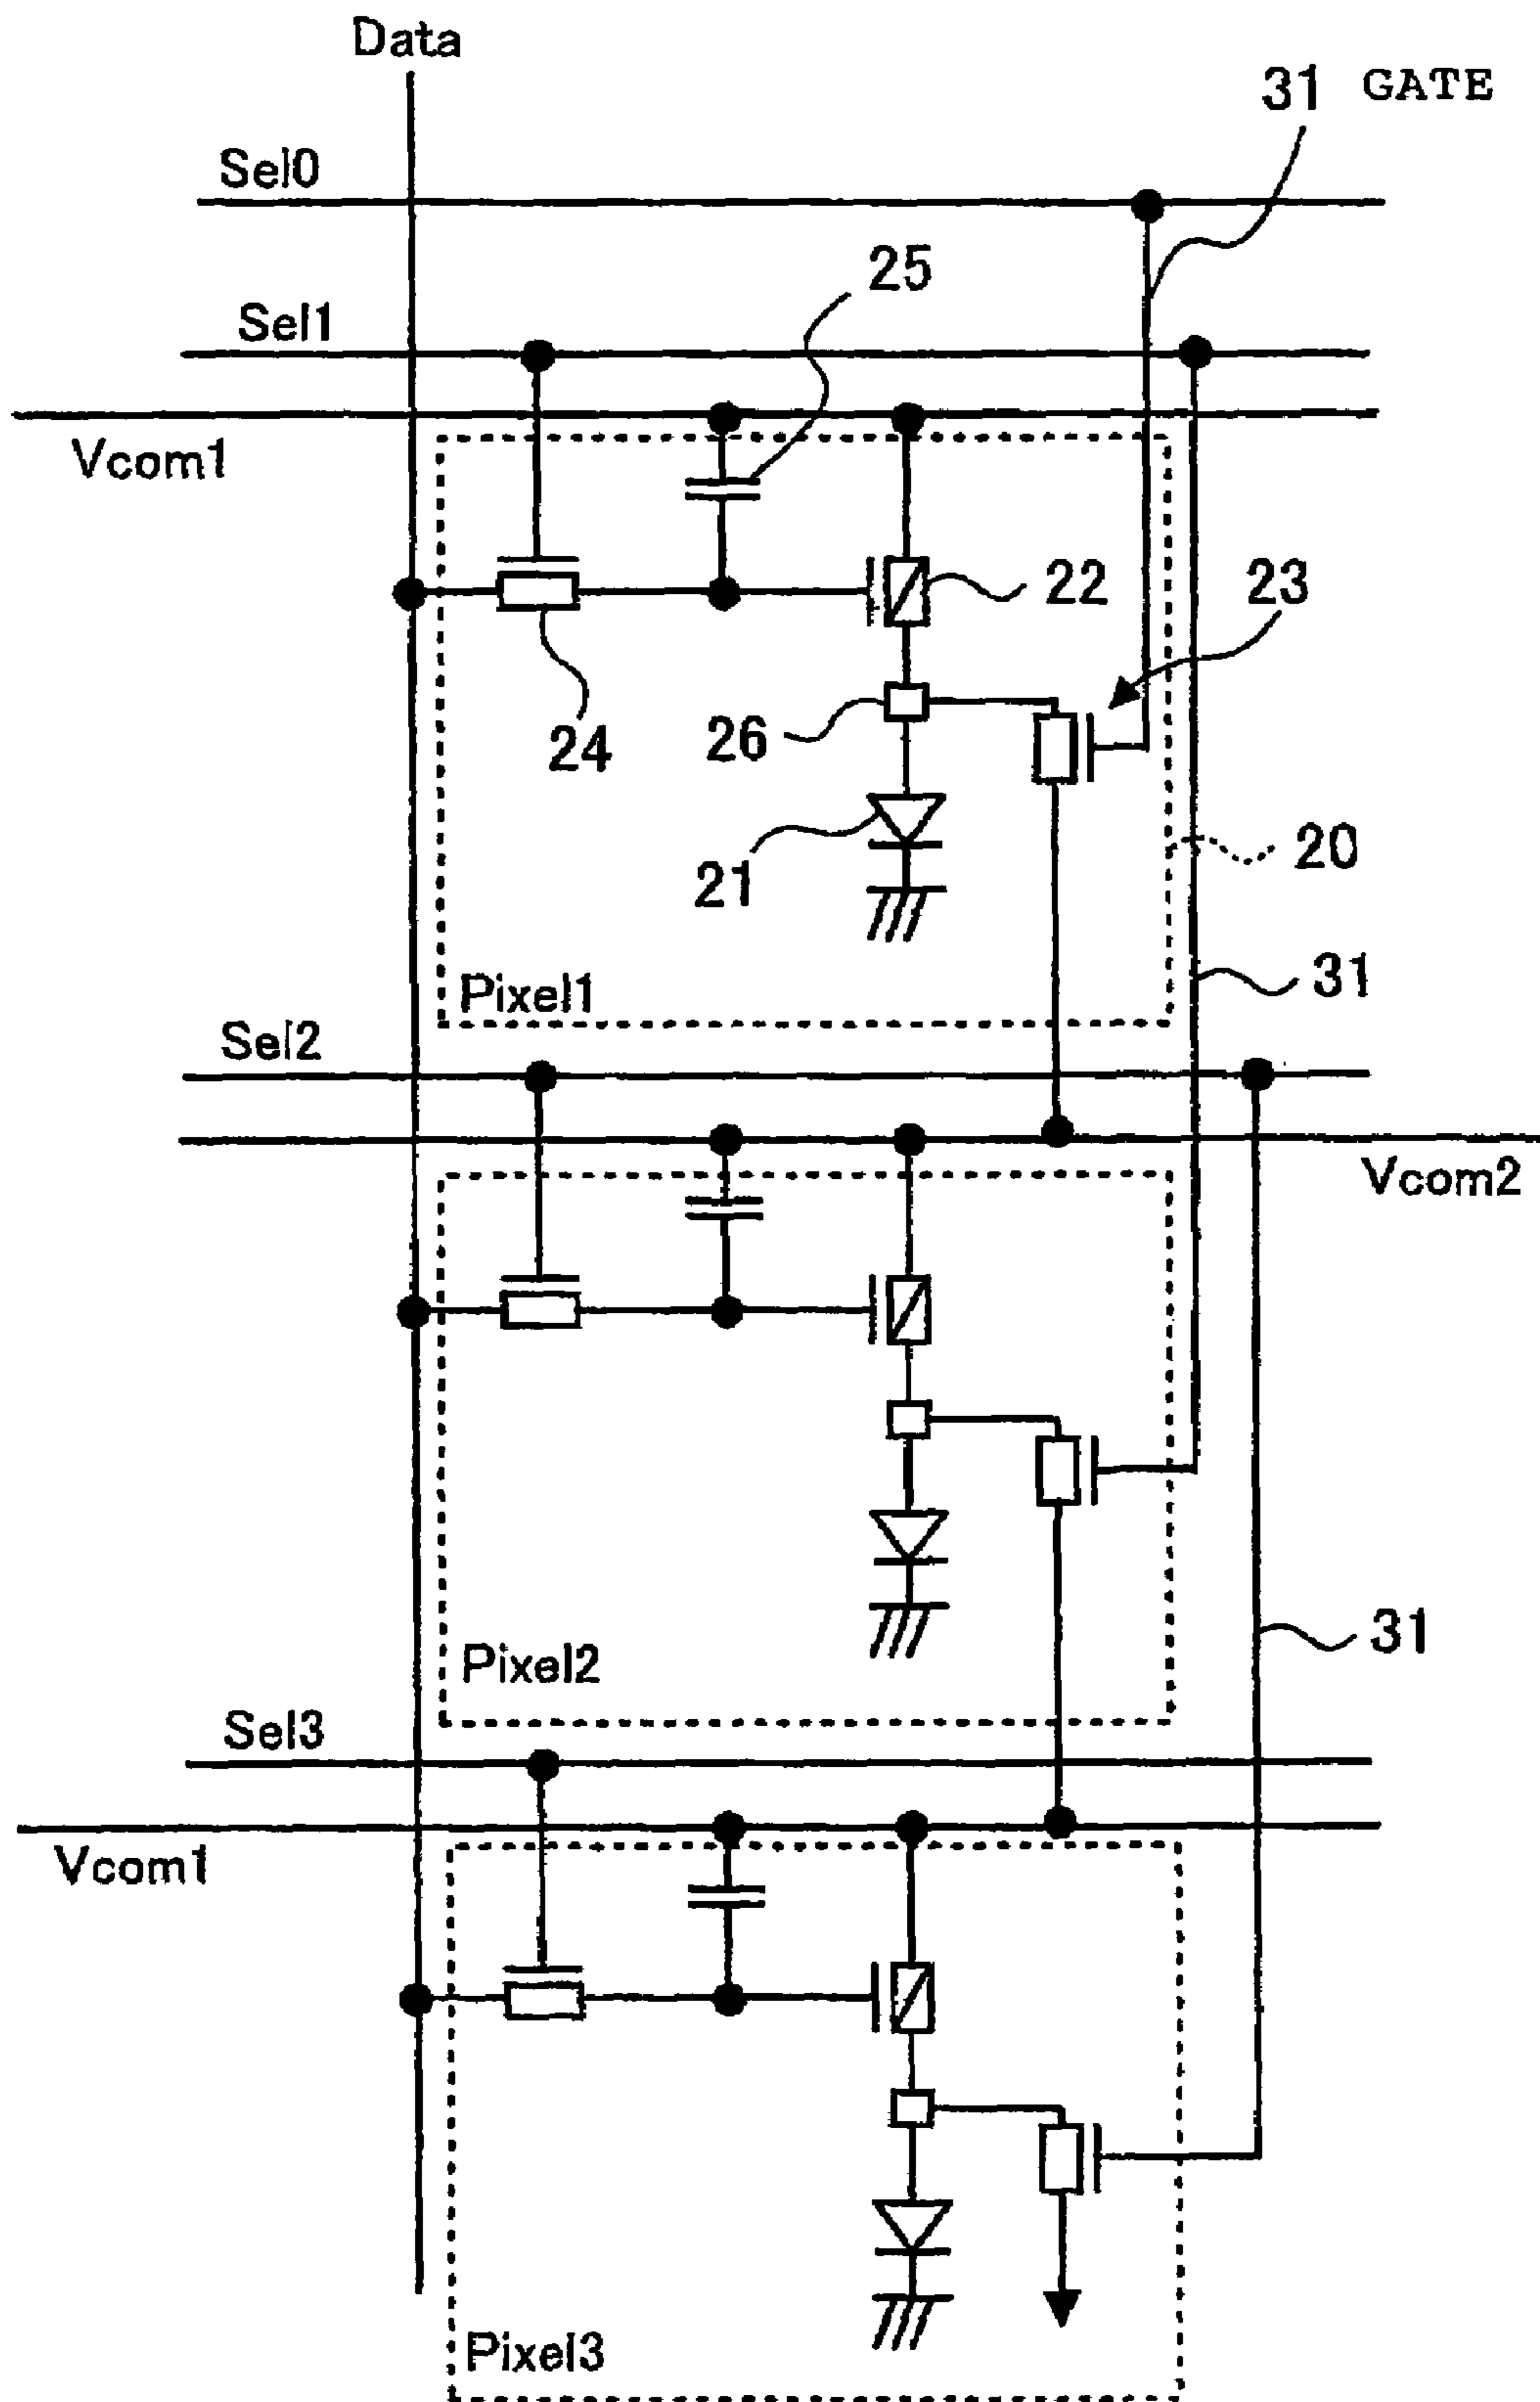 Data
31 GATE
Sel0
25
Sel1
Vcom1
22
23
24
26
21
20
Pixel1
31
Sel2
Vcom2
Pixel2
31
Sel3
Vcom1
Pixel3